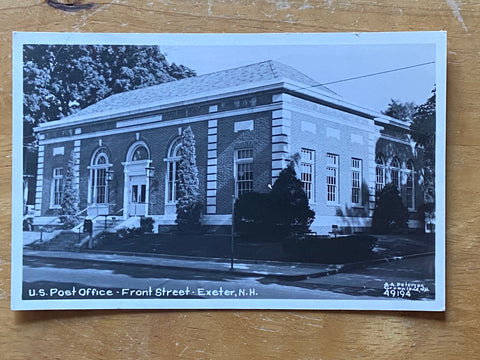 U.S. Post Office - Front Street - Exeter, N.H.
49194